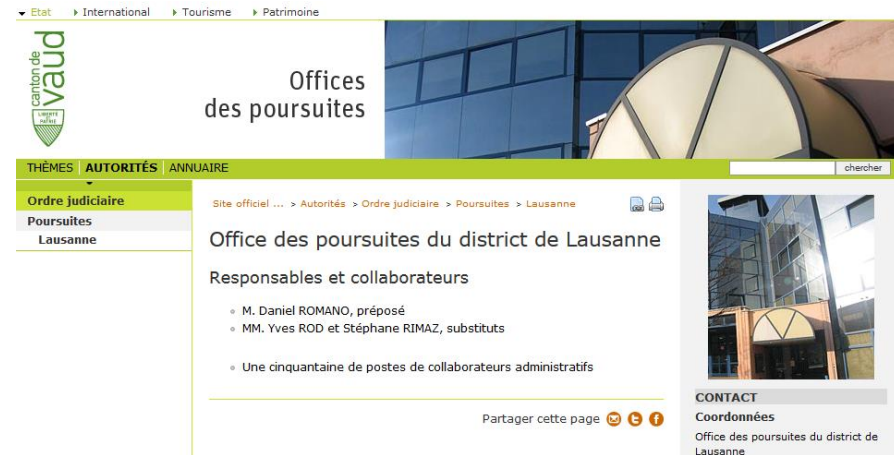 Etat International Tourisme Patrimoine
canton de
vaud
LIBERTÉ
ET
PATRIE
Offices
des poursuites
THÈMES AUTORITÉS ANNUAIRE
chercher
Ordre judiciaire
Poursuites
Lausanne
Site officiel ... > Autorités > Ordre judiciaire > Poursuites > Lausanne
Office des poursuites du district de Lausanne
Responsables et collaborateurs
M. Daniel ROMANO, préposé
MM. Yves ROD et Stéphane RIMAZ, substituts
Une cinquantaine de postes de collaborateurs administratifs
Partager cette page
CONTACT
Coordonnées
Office des poursuites du district de
Lausanne